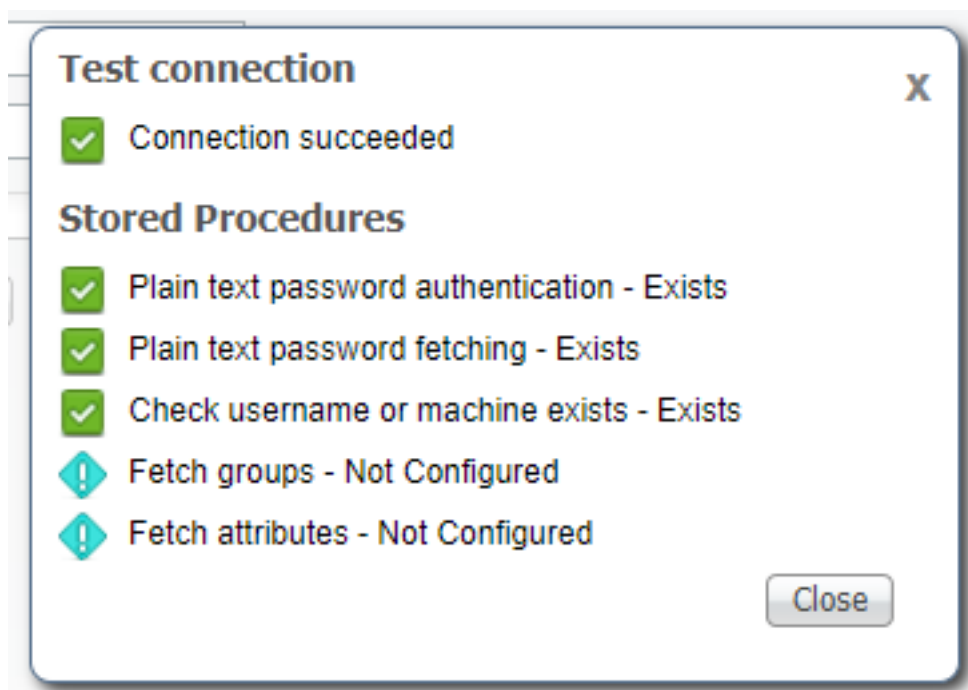 Test connection
X
Connection succeeded
Stored Procedures
Plain text password authentication - Exists
Plain text password fetching - Exists
Check username or machine exists - Exists
Fetch groups - Not Configured
Fetch attributes - Not Configured
Close